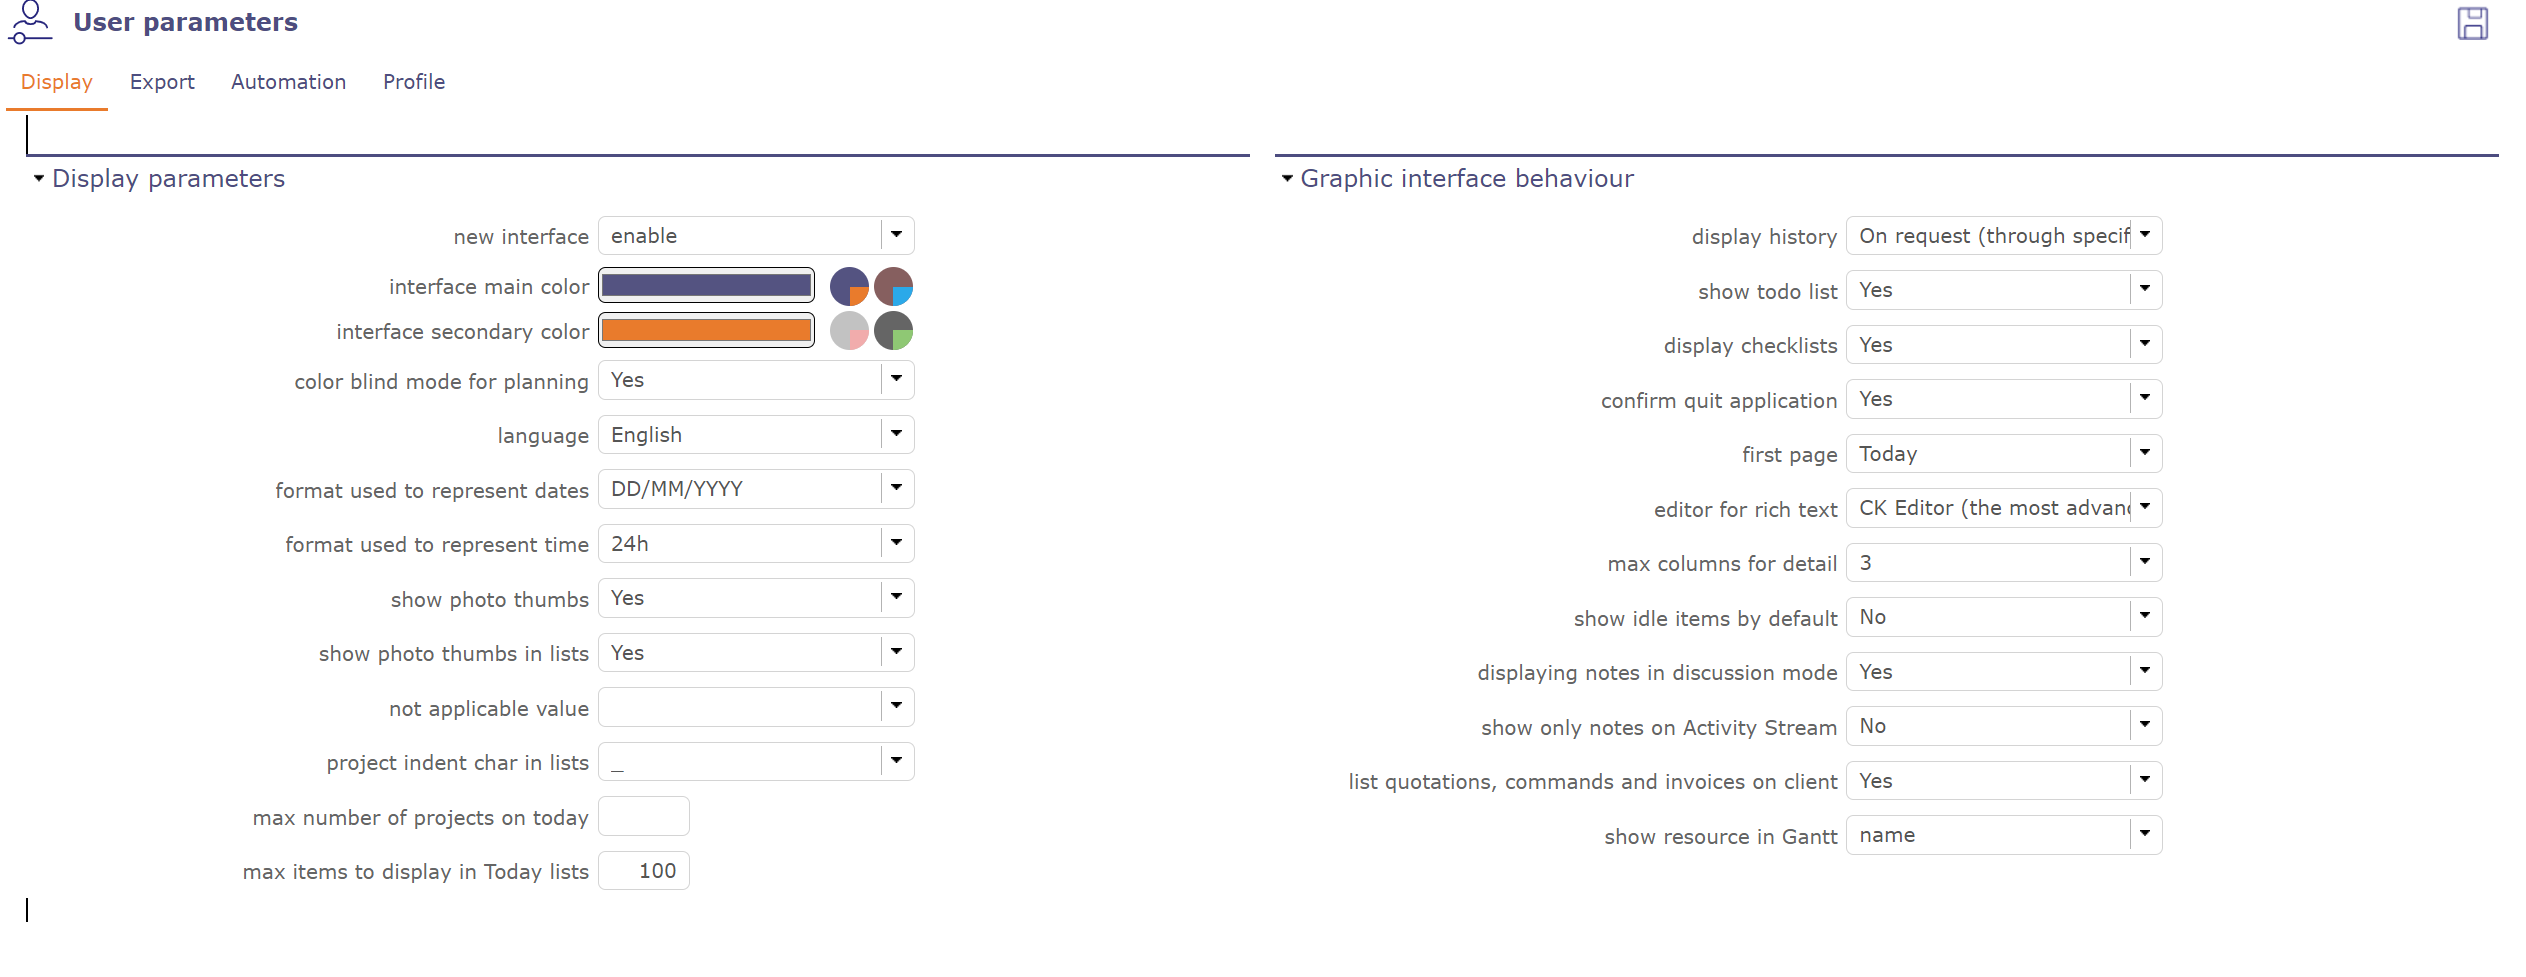 User parameters
Display Export Automation Profile
Display parameters
new interface enable
interface main color
interface secondary color
color blind mode for planning Yes
language English
format used to represent dates DD/MM/YYYY
format used to represent time 24h
show photo thumbs Yes
show photo thumbs in lists Yes
not applicable value
project indent char in lists _
max number of projects on today
max items to display in Today lists 100
Graphic interface behaviour
display history On request (through specif
show todo list Yes
display checklists Yes
confirm quit application Yes
first page Today
editor for rich text CK Editor (the most advanc
max columns for detail 3
show idle items by default No
displaying notes in discussion mode Yes
show only notes on Activity Stream No
list quotations, commands and invoices on client Yes
show resource in Gantt name